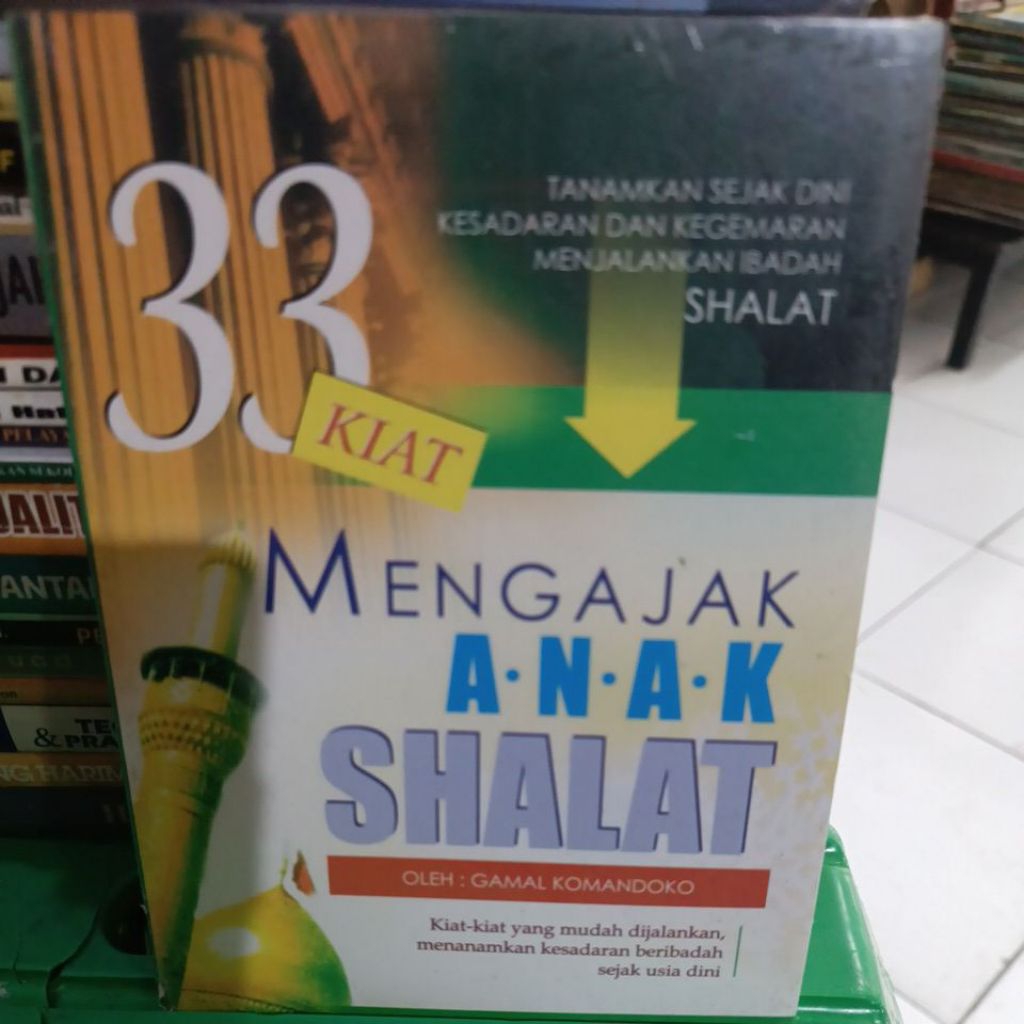 33
KIAT
TANAMKAN SEJAK DINI
KESADARAN DAN KEGEMARAN
MENJALANKAN IBADAH
SHALAT
MENGAJAK
A·N·A·K
SHALAT
OLEH : GAMAL KOMANDOKO
Kiat-kiat yang mudah dijalankan,
menanamkan kesadaran beribadah
sejak usia dini